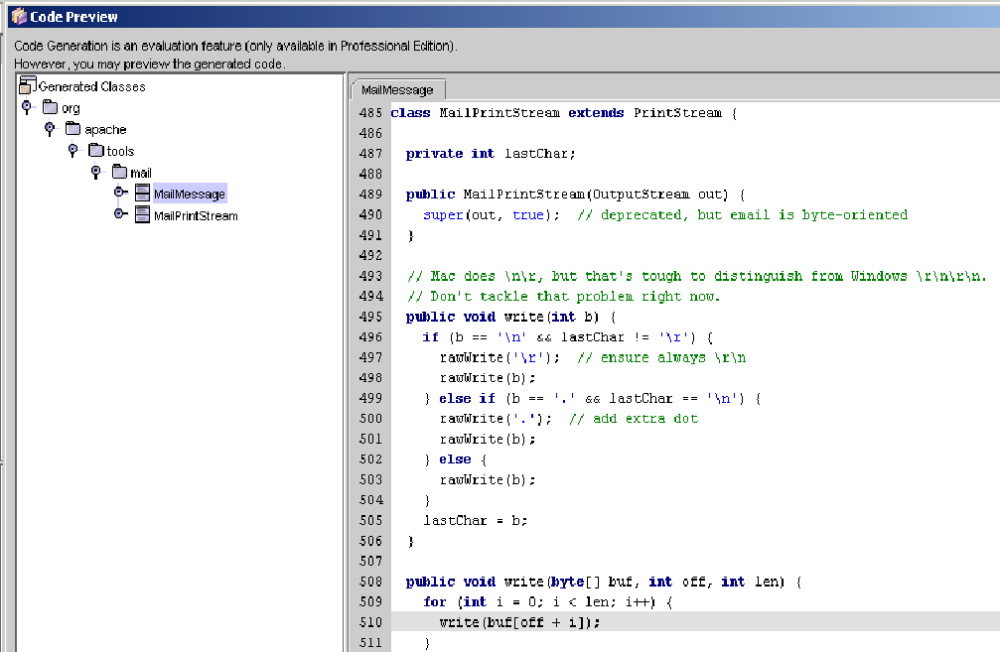 Code Preview
Code Generation is an evaluation feature (only available in Professional Edition).
However, you may preview the generated code.
Generated Classes
org
apache
tools
mail
MailMessage
MailPrintStream
MailMessage
485 class MailPrintStream extends PrintStream {
486
487 private int lastChar;
488
489 public MailPrintStream(OutputStream out) {
490 super(out, true);  // deprecated, but email is byte-oriented
491 }
492
493 // Mac does \n\r, but that's tough to distinguish from Windows \r\n\r\n.
494 // Don't tackle that problem right now.
495 public void write(int b) {
496 if (b == '\n' && lastChar != '\r') {
497 rawWrite('\r');  // ensure always \r\n
498 rawWrite(b);
499 } else if (b == '.' && lastChar == '\n') {
500 rawWrite('.');  // add extra dot
501 rawWrite(b);
502 } else {
503 rawWrite(b);
504 }
505 lastChar = b;
506 }
507
508 public void write(byte[] buf, int off, int len) {
509 for (int i = 0; i < len; i++) {
510 write(buf[off + i]);
511 }